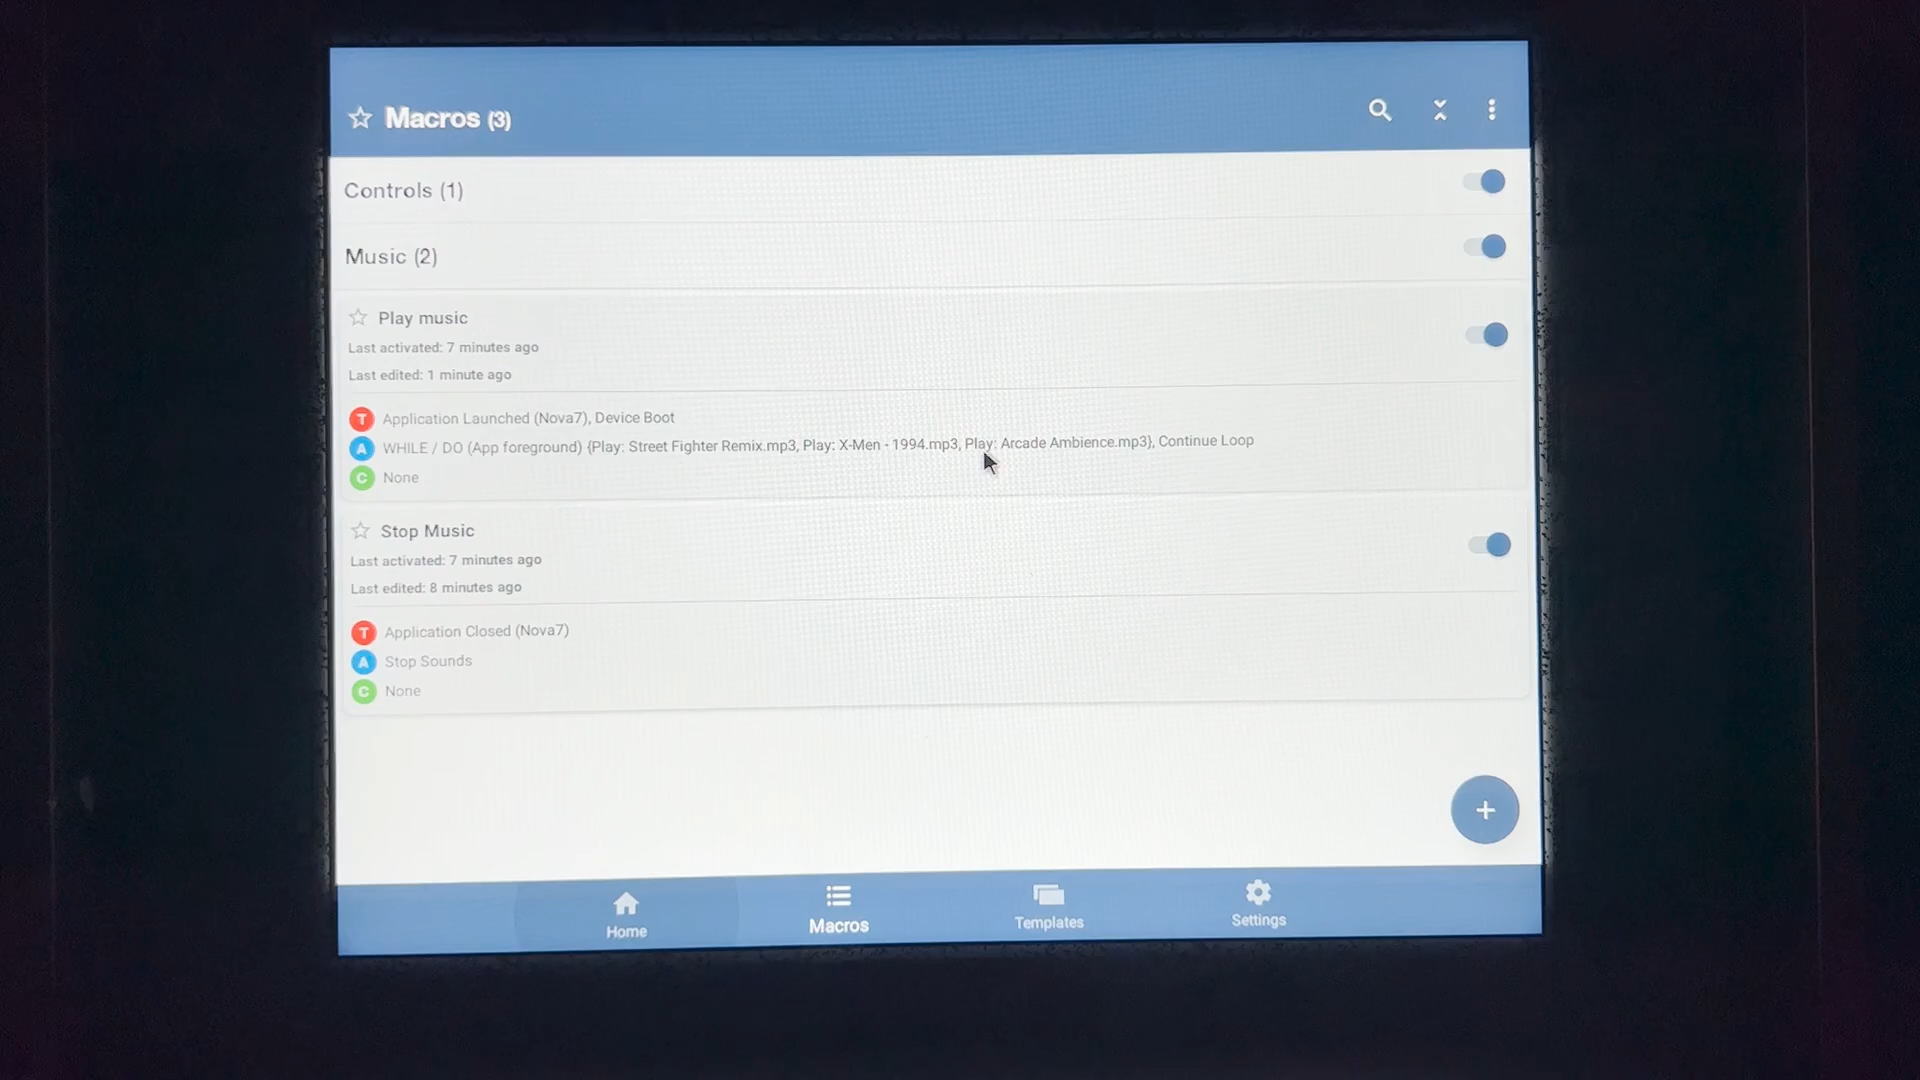 Macros (3)
Controls (1)
Music (2)
Play music
Last activated: 7 minutes ago
Last edited: 1 minute ago
T Application Launched (Nova7), Device Boot
A WHILE / DO (App foreground) {Play: Street Fighter Remix.mp3, Play: X-Men - 1994.mp3, Play: Arcade Ambience.mp3}, Continue Loop
C None
Stop Music
Last activated: 7 minutes ago
Last edited: 8 minutes ago
T Application Closed (Nova7)
A Stop Sounds
C None
+
Home
Macros
Templates
Settings